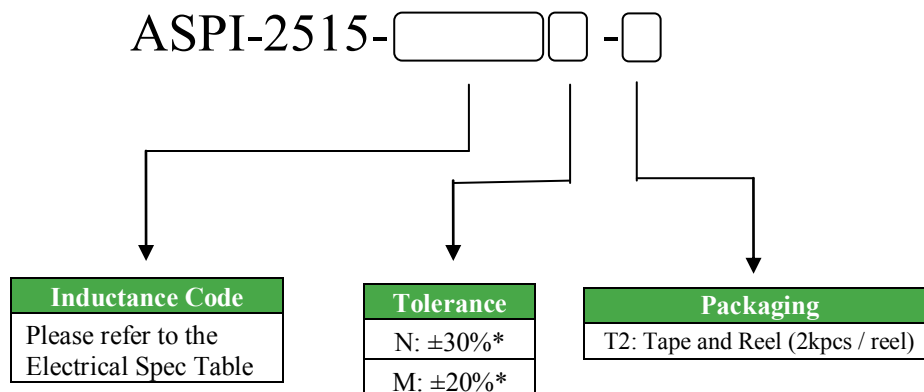 ASPI-2515- -
Inductance Code
Please refer to the
Electrical Spec Table
Tolerance
N: ±30%*
M: ±20%*
Packaging
T2: Tape and Reel (2kpcs / reel)